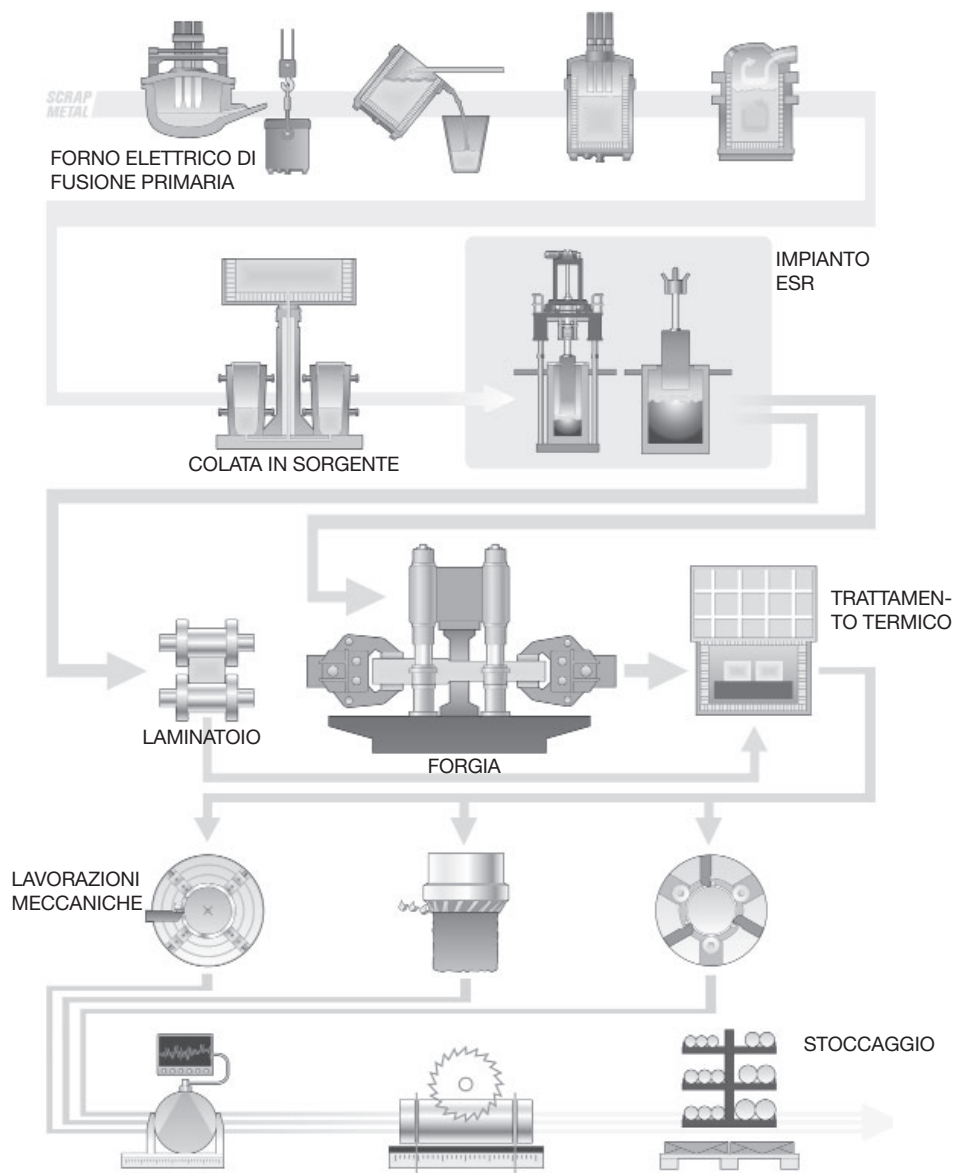 SCRAP
METAL
FORNO ELETTRICO DI
FUSIONE PRIMARIA
IMPIANTO
ESR
COLATA IN SORGENTE
TRATTAMEN-
TO TERMICO
LAMINATOIO
FORGIA
LAVORAZIONI
MECCANICHE
STOCCAGGIO